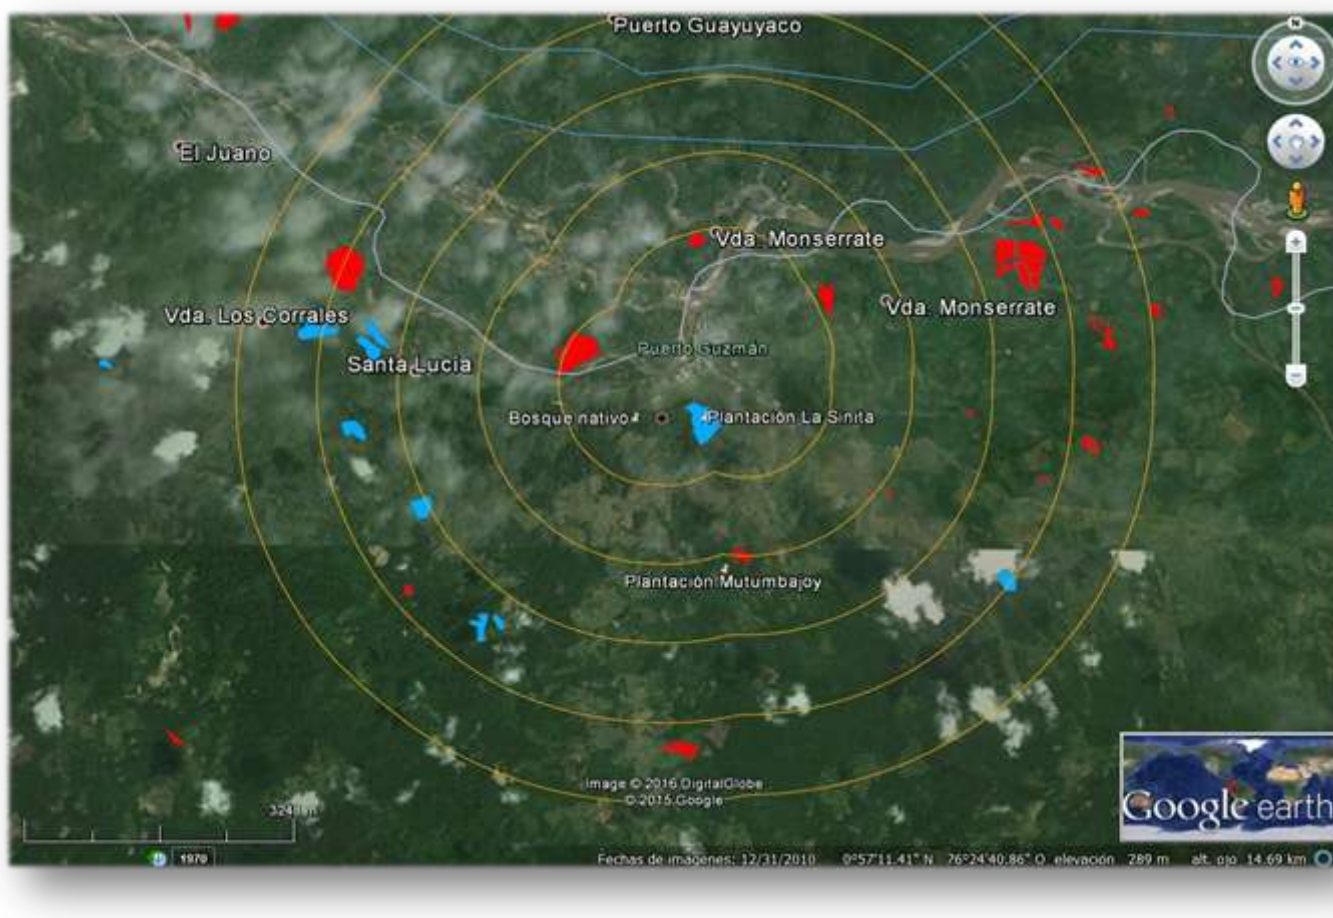 Puerto Guayuyaco
N
El Juano
Vda. Monserrate
Vda. Los Corrales
Vda. Monserrate
Santa Lucia
Puerto Guzmán
Bosque nativo
Plantación La Sinita
Plantación Mutumbajoy
Image © 2016 DigitalGlobe
© 2015 Google
Google earth
1970
Fechas de imágenes: 12/31/2010 0°57'11.41" N 76°24'40.86" O elevación 289 m alt. ojo 14.69 km